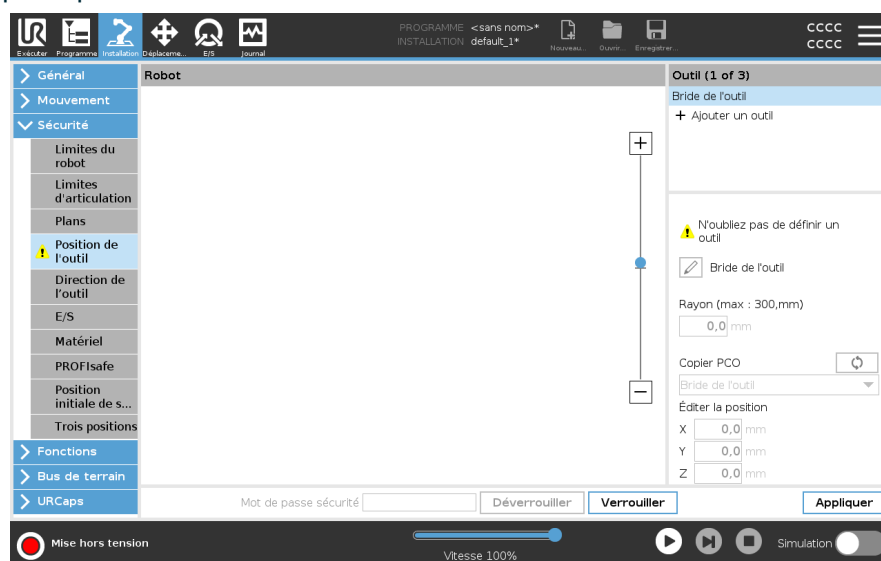 PROGRAMME <sans nom>*
INSTALLATION default_1*
Exécuter Programme Installation Déplaceme... E/S Journal
Nouveau... Ouvrir... Enregistrer...
cccc
cccc
Général
Mouvement
Sécurité
Limites du
robot
Limites
d'articulation
Plans
Position de
l'outil
Direction de
l'outil
E/S
Matériel
PROFIsafe
Position
initiale de s...
Trois positions
Fonctions
Bus de terrain
URCaps
Robot
+
−
Outil (1 of 3)
Bride de l'outil
+ Ajouter un outil
N'oubliez pas de définir un
outil
Bride de l'outil
Rayon (max : 300,mm)
0,0 mm
Copier PCO
Bride de l'outil
Éditer la position
X 0,0 mm
Y 0,0 mm
Z 0,0 mm
Mot de passe sécurité Déverrouiller Verrouiller Appliquer
Mise hors tension
Vitesse 100%
Simulation